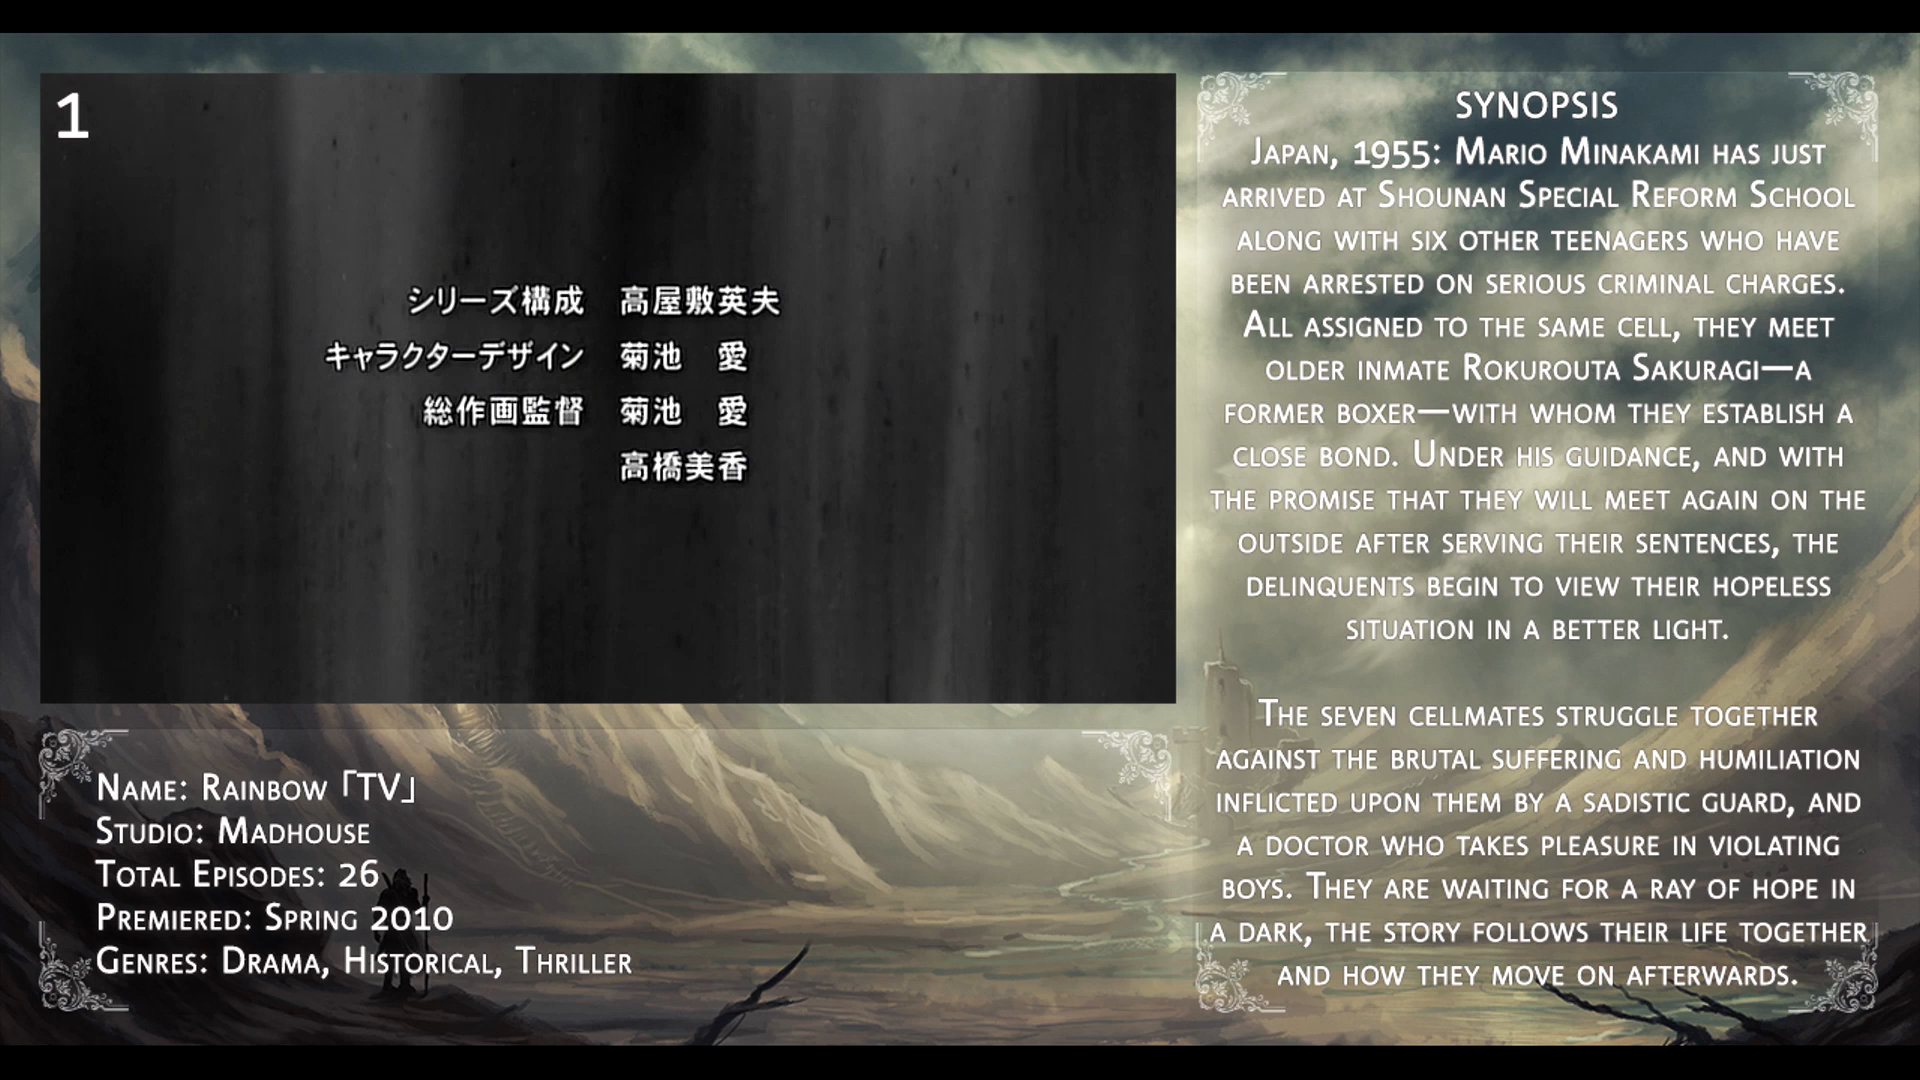 1
シリーズ構成 高屋敷英夫
キャラクターデザイン 菊池 愛
総作画監督 菊池 愛
高橋美香
Name: Rainbow「TV」
Studio: Madhouse
Total Episodes: 26
Premiered: Spring 2010
Genres: Drama, Historical, Thriller
SYNOPSIS
Japan, 1955: Mario Minakami has just
arrived at Shounan Special Reform School
along with six other teenagers who have
been arrested on serious criminal charges.
All assigned to the same cell, they meet
older inmate Rokurouta Sakuragi—a
former boxer—with whom they establish a
close bond. Under his guidance, and with
the promise that they will meet again on the
outside after serving their sentences, the
delinquents begin to view their hopeless
situation in a better light.
The seven cellmates struggle together
against the brutal suffering and humiliation
inflicted upon them by a sadistic guard, and
a doctor who takes pleasure in violating
boys. They are waiting for a ray of hope in
a dark, the story follows their life together
and how they move on afterwards.